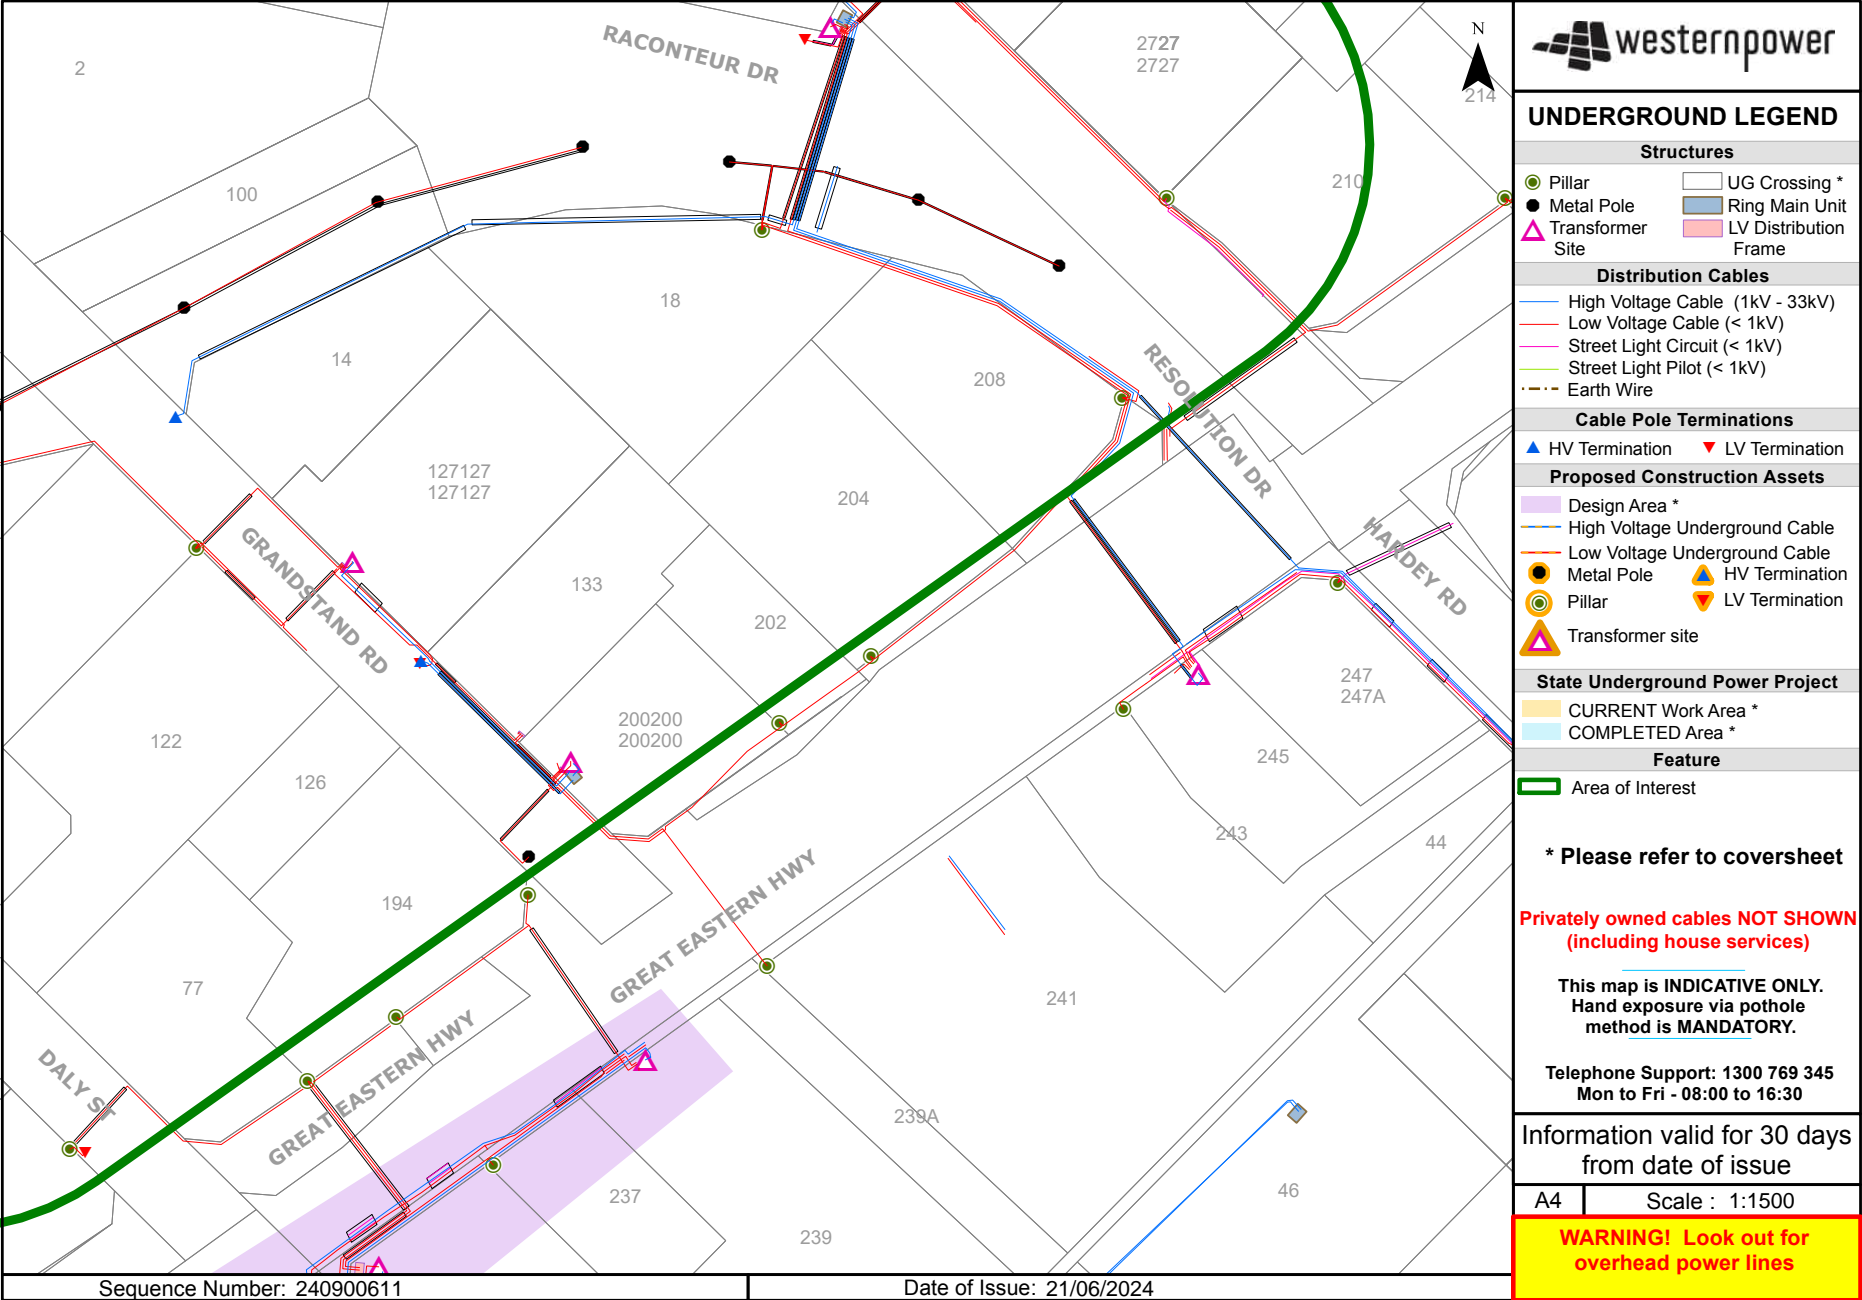 2
RACONTEUR DR
2727
2727
N
214
100
210
18
14
208
RESOLUTION DR
127127
127127
204
GRANDSTAND RD
133
202
HARDEY RD
247
247A
200200
200200
122
126
245
243
44
194
GREAT EASTERN HWY
77
241
DALY ST
GREAT EASTERN HWY
239A
237
46
239
Sequence Number: 240900611
Date of Issue: 21/06/2024
westernpower
UNDERGROUND LEGEND
Structures
Pillar
UG Crossing *
Metal Pole
Ring Main Unit
Transformer
Site
LV Distribution
Frame
Distribution Cables
High Voltage Cable (1kV - 33kV)
Low Voltage Cable (< 1kV)
Street Light Circuit (< 1kV)
Street Light Pilot (< 1kV)
Earth Wire
Cable Pole Terminations
HV Termination
LV Termination
Proposed Construction Assets
Design Area *
High Voltage Underground Cable
Low Voltage Underground Cable
Metal Pole
HV Termination
Pillar
LV Termination
Transformer site
State Underground Power Project
CURRENT Work Area *
COMPLETED Area *
Feature
Area of Interest
* Please refer to coversheet
Privately owned cables NOT SHOWN
(including house services)
This map is INDICATIVE ONLY.
Hand exposure via pothole
method is MANDATORY.
Telephone Support: 1300 769 345
Mon to Fri - 08:00 to 16:30
Information valid for 30 days
from date of issue
A4
Scale : 1:1500
WARNING! Look out for
overhead power lines